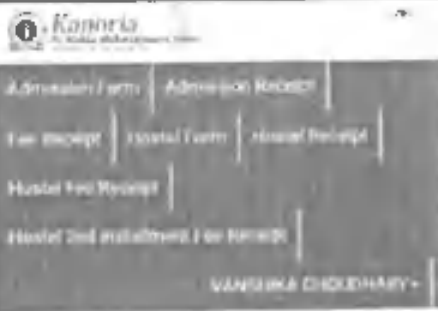 Kanoria
Admission Form Admission Receipt
Fee Receipt Hostel Form Hostel Receipt
Hostel Fee Receipt
Hostel 2nd Installment Fee Receipt
VANSHIKA CHOUDHARY